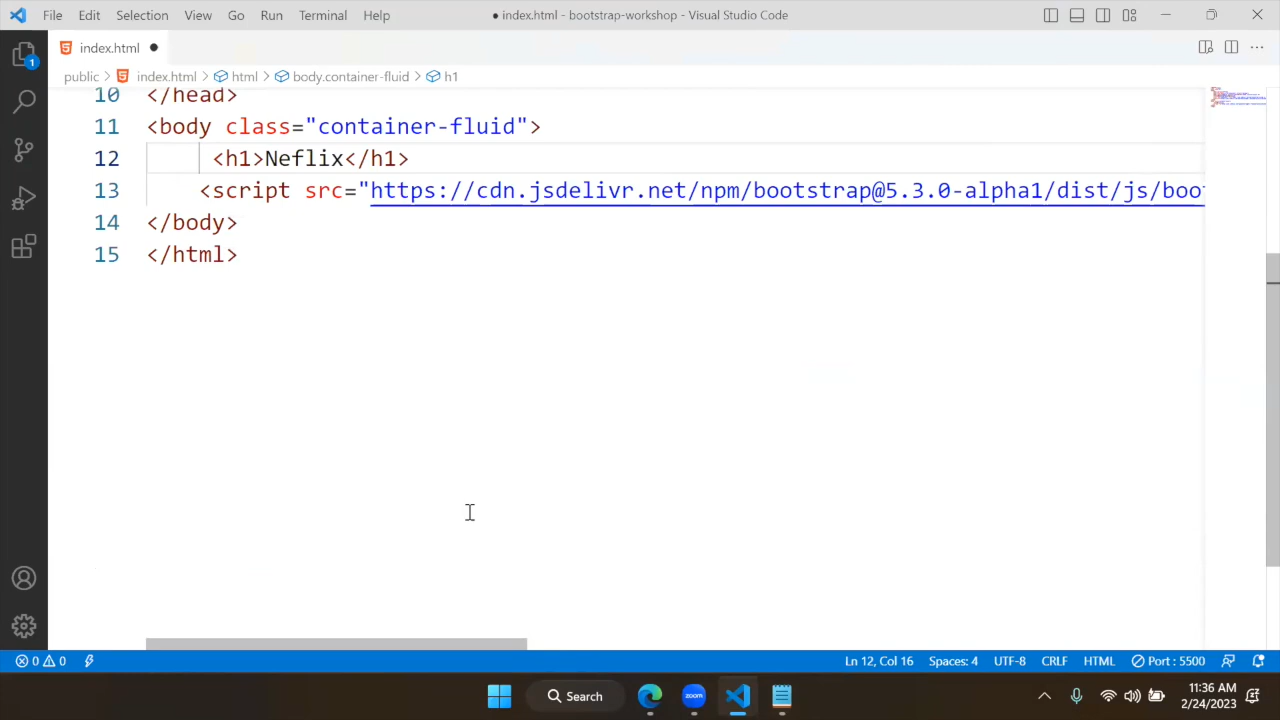 File Edit Selection View Go Run Terminal Help ● index.html - bootstrap-workshop - Visual Studio Code
index.html ●
public > index.html > html > body.container-fluid > h1
10 </head>
11 <body class="container-fluid">
12 <h1>Neflix</h1>
13 <script src="https://cdn.jsdelivr.net/npm/bootstrap@5.3.0-alpha1/dist/js/boot
14 </body>
15 </html>
1
0 0 Ln 12, Col 16 Spaces: 4 UTF-8 CRLF HTML Port : 5500
Search zoom 11:36 AM
2/24/2023